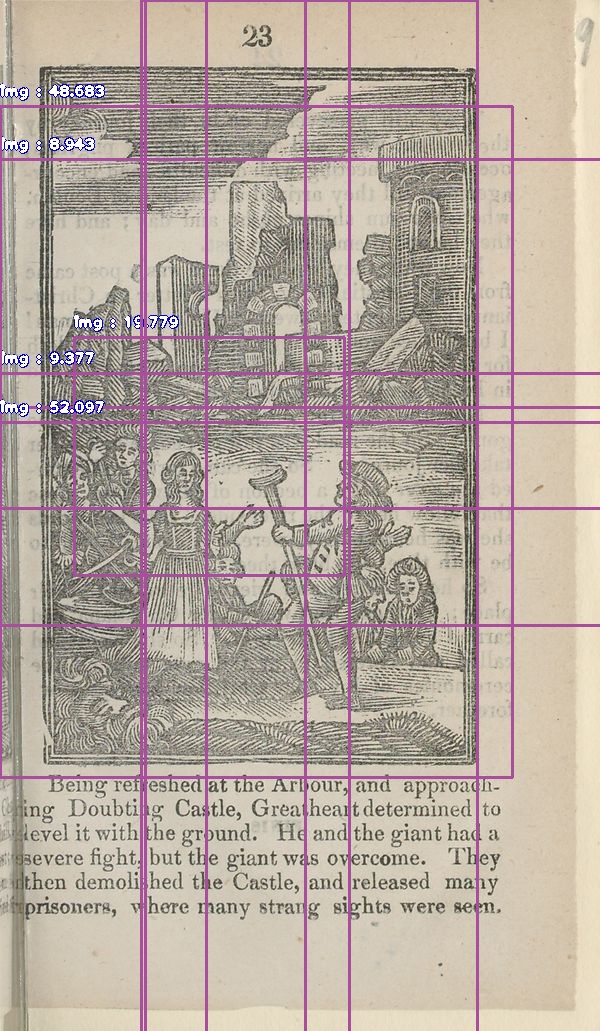 23
9
Img : 48.683
Img : 8.943
Img : 19.779
Img : 9.377
Img : 52.097
Being refreshed at the Arbour, and approach-
ing Doubting Castle, Greatheart determined to
level it with the ground. He and the giant had a
severe fight, but the giant was overcome. They
then demolished the Castle, and released many
prisoners, where many strang sights were seen.